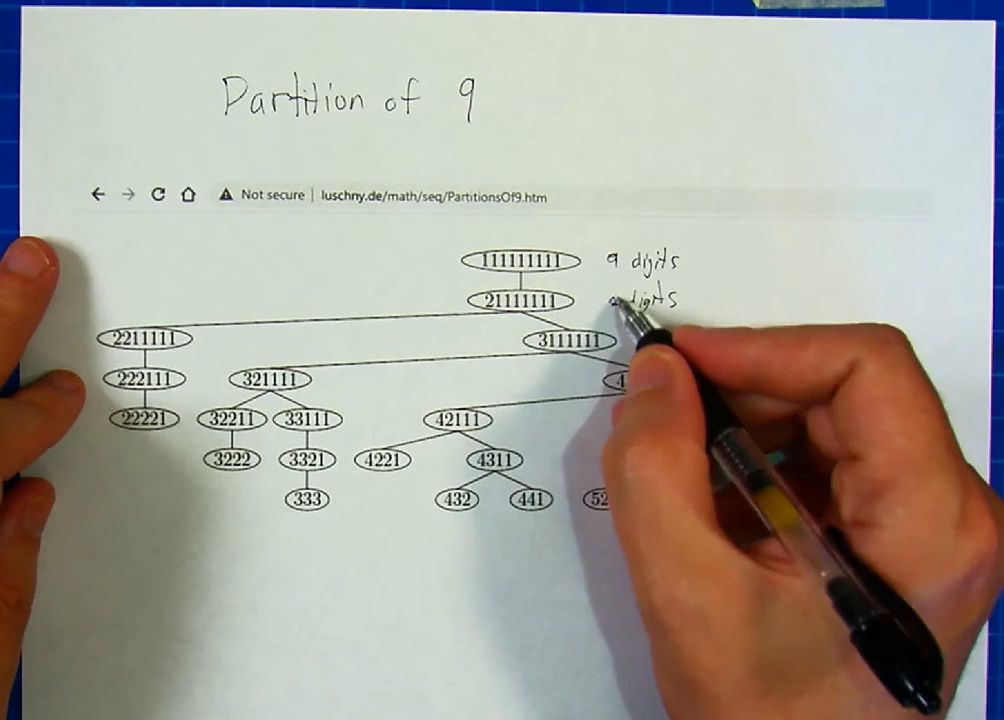 Partition of 9
Not secure | luschny.de/math/seq/PartitionsOf9.htm
111111111 9 digits
21111111 digits
2211111 3111111
222111 321111
22221 32211 33111 42111
3222 3321 4221 4311
333 432 441